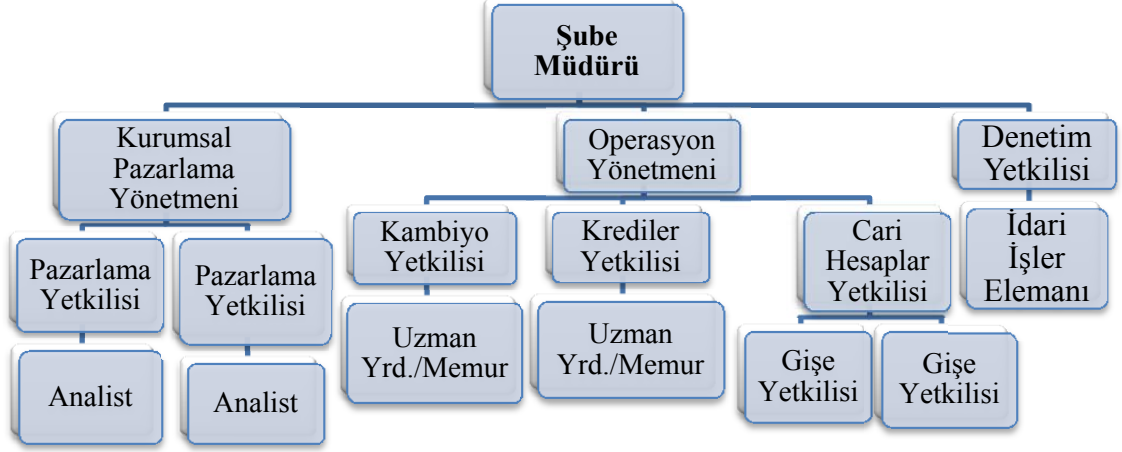 Şube
Müdürü
Kurumsal
Pazarlama
Yönetmeni
Operasyon
Yönetmeni
Denetim
Yetkilisi
Pazarlama
Yetkilisi
Pazarlama
Yetkilisi
Kambiyo
Yetkilisi
Krediler
Yetkilisi
Cari
Hesaplar
Yetkilisi
İdari
İşler
Elemanı
Analist
Analist
Uzman
Yrd./Memur
Uzman
Yrd./Memur
Gişe
Yetkilisi
Gişe
Yetkilisi